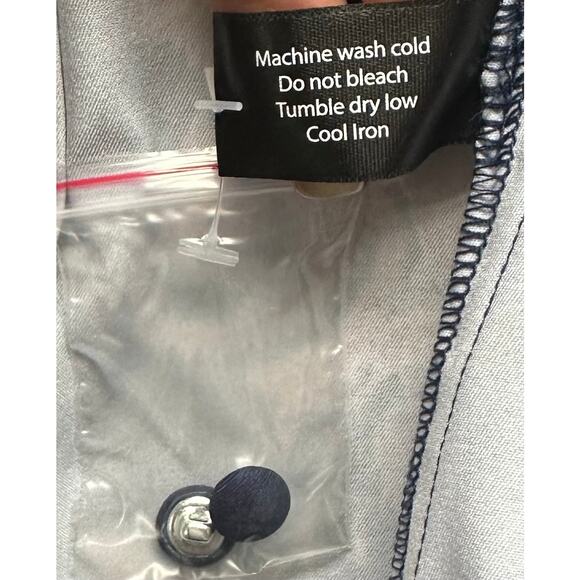 Machine wash cold
Do not bleach
Tumble dry low
Cool Iron